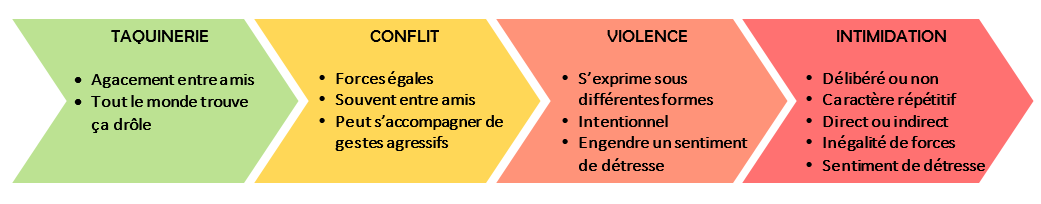 TAQUINERIE
• Agacement entre amis
• Tout le monde trouve
ça drôle
CONFLIT
• Forces égales
• Souvent entre amis
• Peut s'accompagner de
gestes agressifs
VIOLENCE
• S'exprime sous
différentes formes
• Intentionnel
• Engendre un sentiment
de détresse
INTIMIDATION
• Délibéré ou non
• Caractère répétitif
• Direct ou indirect
• Inégalité de forces
• Sentiment de détresse